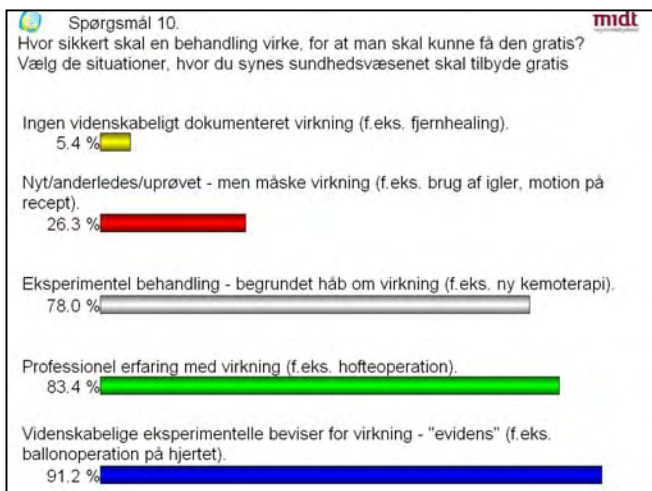 Spørgsmål 10.
midt
Hvor sikkert skal en behandling virke, for at man skal kunne få den gratis?
Vælg de situationer, hvor du synes sundhedsvæsenet skal tilbyde gratis
Ingen videnskabeligt dokumenteret virkning (f.eks. fjernhealing).
5.4 %
Nyt/anderledes/uprøvet - men måske virkning (f.eks. brug af igler, motion på
recept).
26.3 %
Eksperimentel behandling - begrundet håb om virkning (f.eks. ny kemoterapi).
78.0 %
Professionel erfaring med virkning (f.eks. hofteoperation).
83.4 %
Videnskabelige eksperimentelle beviser for virkning - "evidens" (f.eks.
ballonoperation på hjertet).
91.2 %